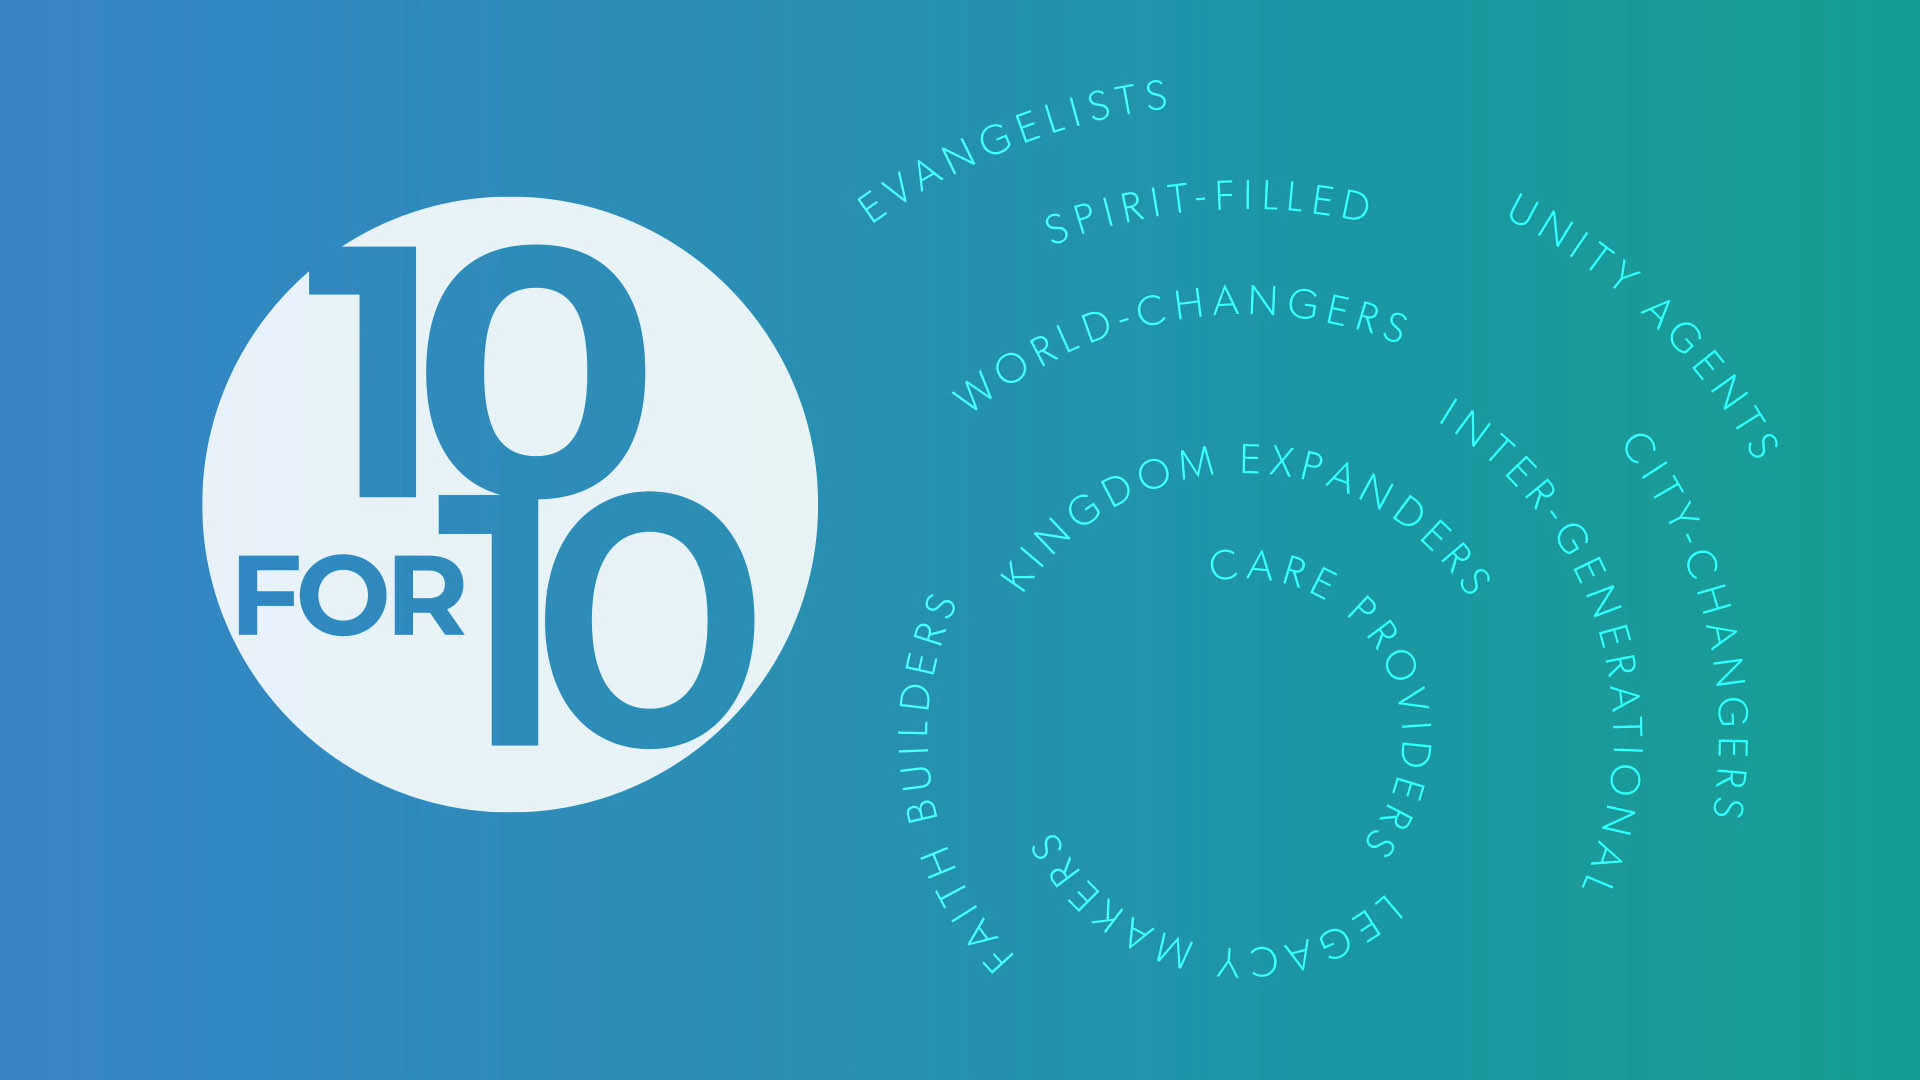 10
FOR 10
EVANGELISTS
SPIRIT-FILLED
UNITY AGENTS
WORLD-CHANGERS
INTER-GENERATIONAL
CITY-CHANGERS
KINGDOM EXPANDERS
CARE PROVIDERS
FAITH BUILDERS
LEGACY MAKERS